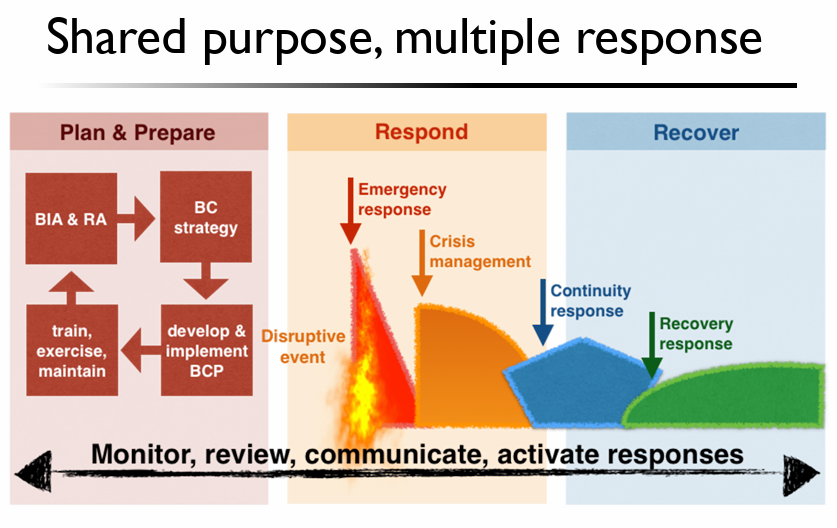 Shared purpose, multiple response
Plan & Prepare
BIA & RA
BC
strategy
train,
exercise,
maintain
develop &
implement
BCP
Respond
Emergency
response
Crisis
management
Disruptive
event
Recover
Continuity
response
Recovery
response
Monitor, review, communicate, activate responses